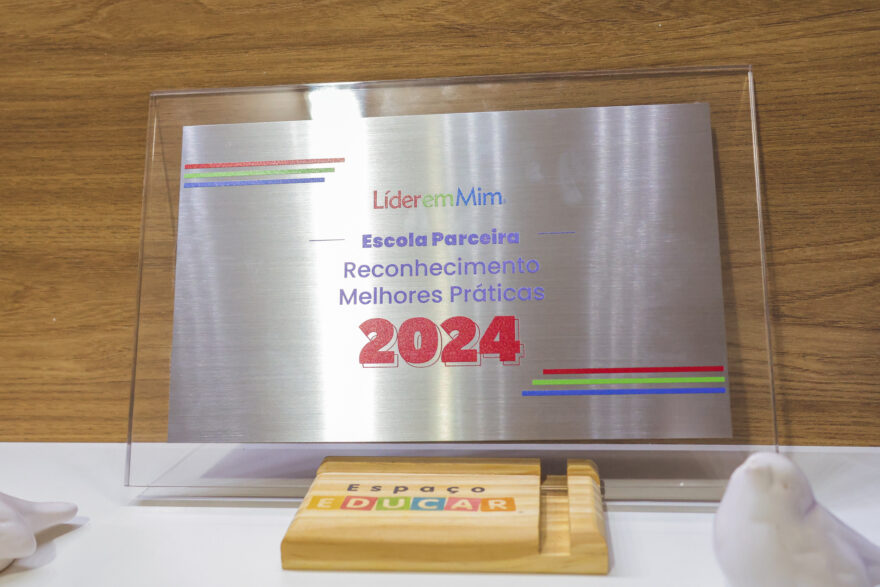 LíderemMim
Escola Parceira
Reconhecimento
Melhores Práticas
2024
Espaço
EDUCAR